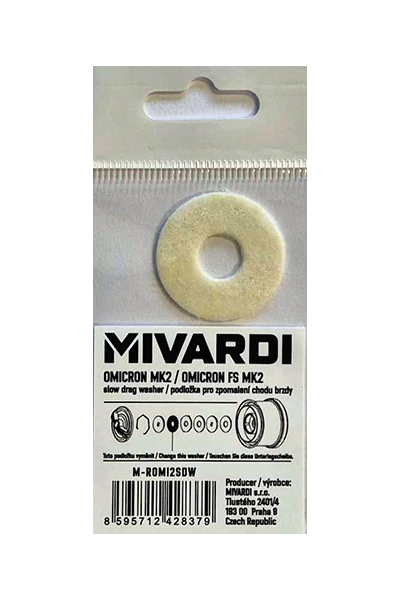 MIVARDI
OMICRON MK2 / OMICRON FS MK2
slow drag washer / podložka pro zpomalení chodu brzdy
Tuto podložku vyměnit / Change this washer / Tauschen Sie diese Unterlegscheibe.
M-ROMI2SDW
8 595712 428379
Producer / výrobce:
MIVARDI s.r.o.
Tlustého 2401/4
193 00 Praha 9
Czech Republic